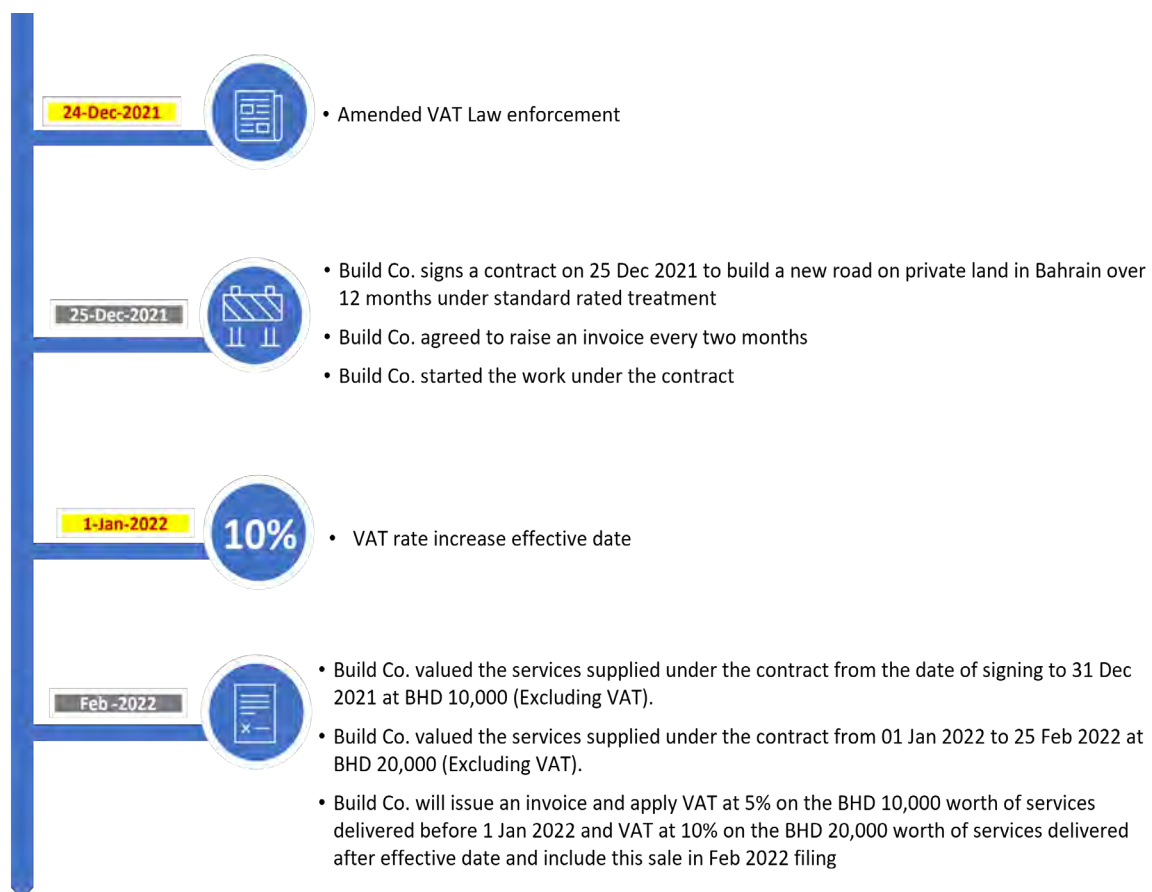 24-Dec-2021
• Amended VAT Law enforcement
25-Dec-2021
• Build Co. signs a contract on 25 Dec 2021 to build a new road on private land in Bahrain over
12 months under standard rated treatment
• Build Co. agreed to raise an invoice every two months
• Build Co. started the work under the contract
1-Jan-2022
10%
• VAT rate increase effective date
Feb -2022
• Build Co. valued the services supplied under the contract from the date of signing to 31 Dec
2021 at BHD 10,000 (Excluding VAT).
• Build Co. valued the services supplied under the contract from 01 Jan 2022 to 25 Feb 2022 at
BHD 20,000 (Excluding VAT).
• Build Co. will issue an invoice and apply VAT at 5% on the BHD 10,000 worth of services
delivered before 1 Jan 2022 and VAT at 10% on the BHD 20,000 worth of services delivered
after effective date and include this sale in Feb 2022 filing